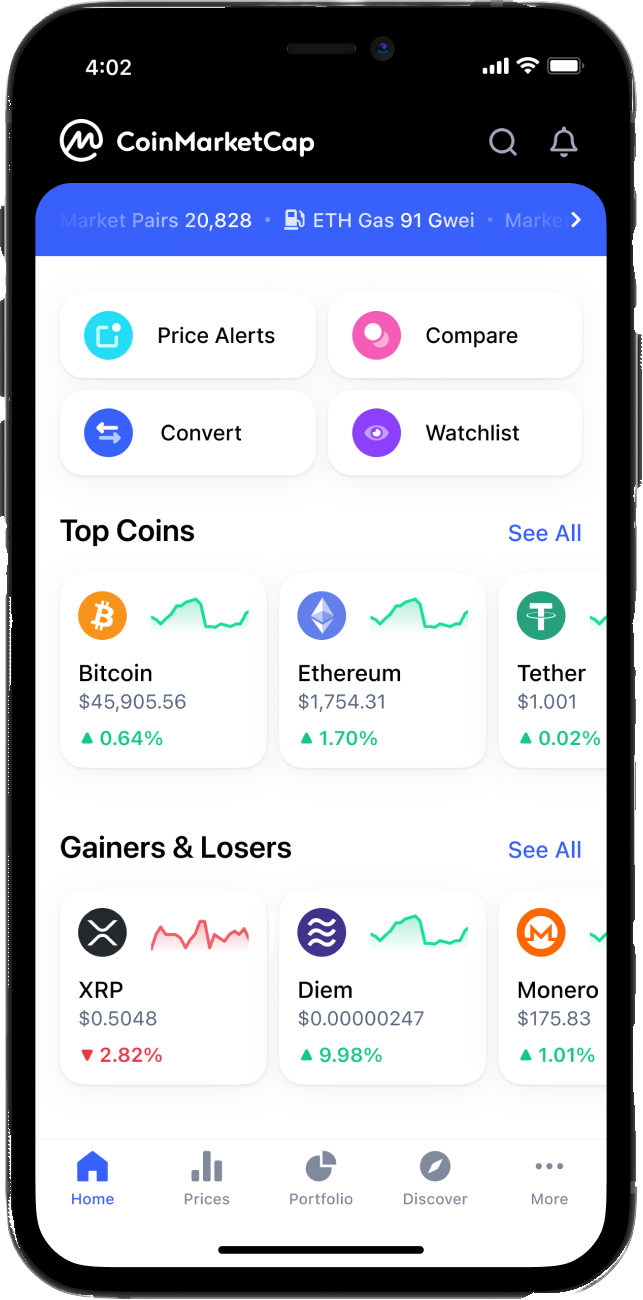 4:02
CoinMarketCap
Market Pairs 20,828 • ETH Gas 91 Gwei • Market
Price Alerts
Compare
Convert
Watchlist
Top Coins
See All
Bitcoin
$45,905.56
0.64%
Ethereum
$1,754.31
1.70%
Tether
$1.001
0.02%
Gainers & Losers
See All
XRP
$0.5048
2.82%
Diem
$0.00000247
9.98%
Monero
$175.83
1.01%
Home
Prices
Portfolio
Discover
More